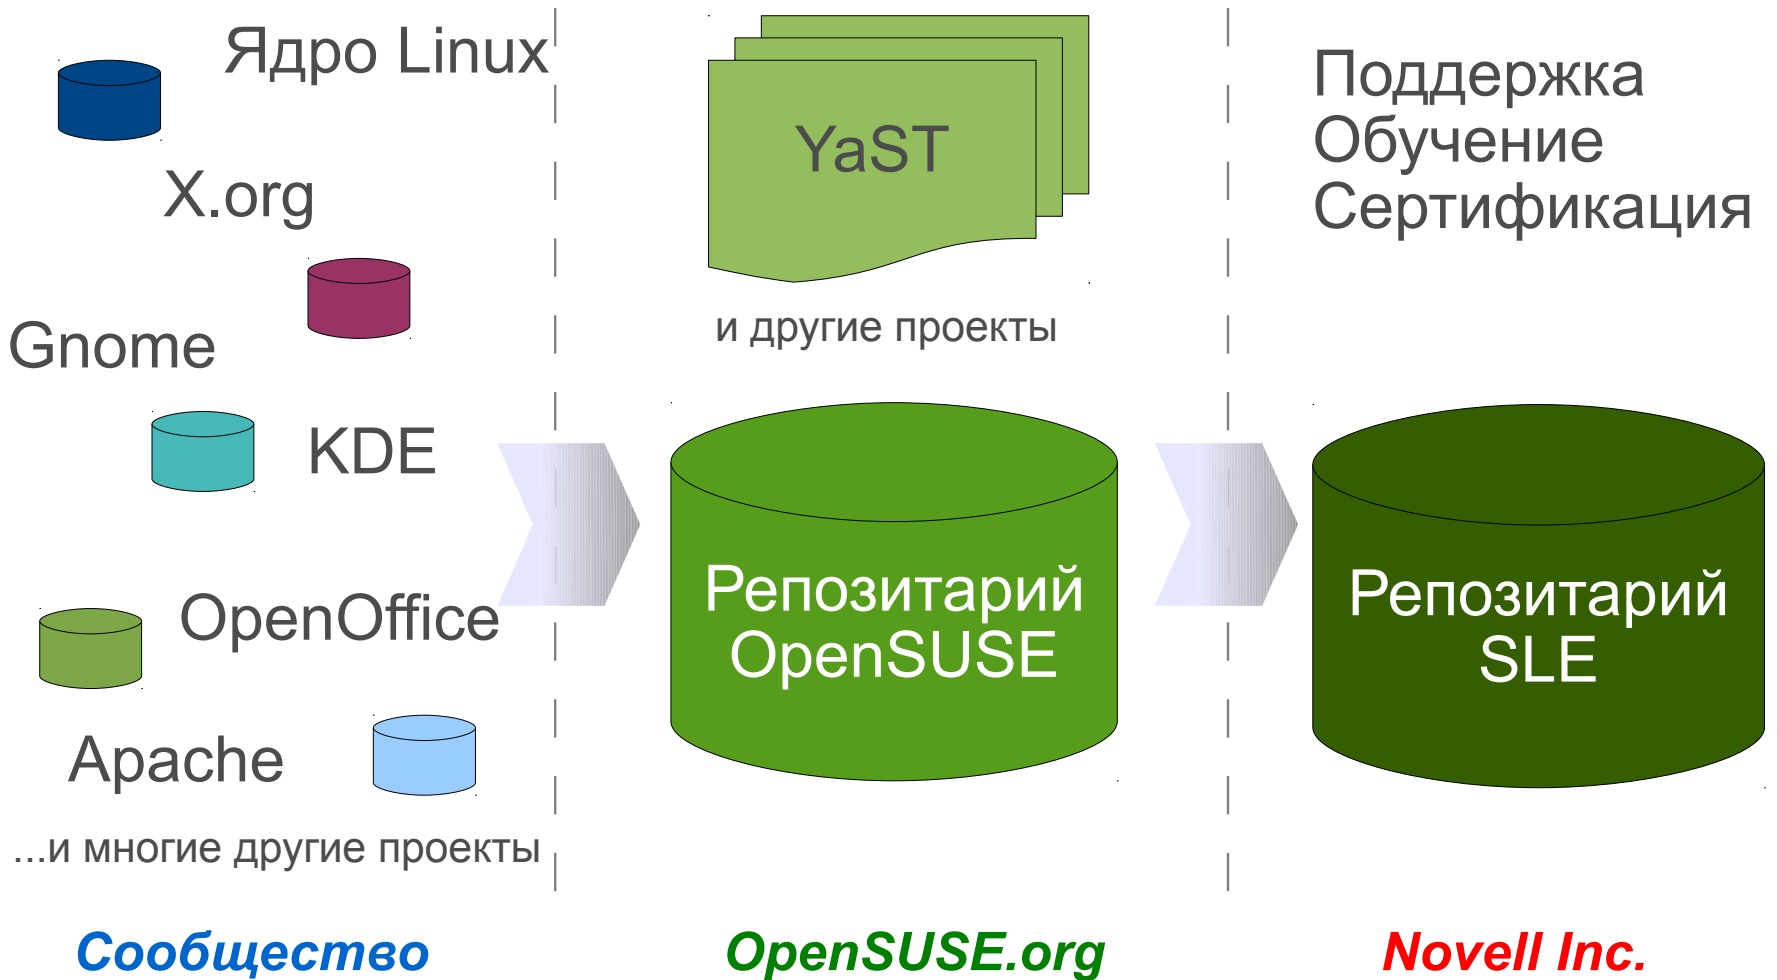 Ядро Linux
X.org
Gnome
KDE
OpenOffice
Apache
...и многие другие проекты
Сообщество
YaST
и другие проекты
Репозитарий
OpenSUSE
OpenSUSE.org
Поддержка
Обучение
Сертификация
Репозитарий
SLE
Novell Inc.